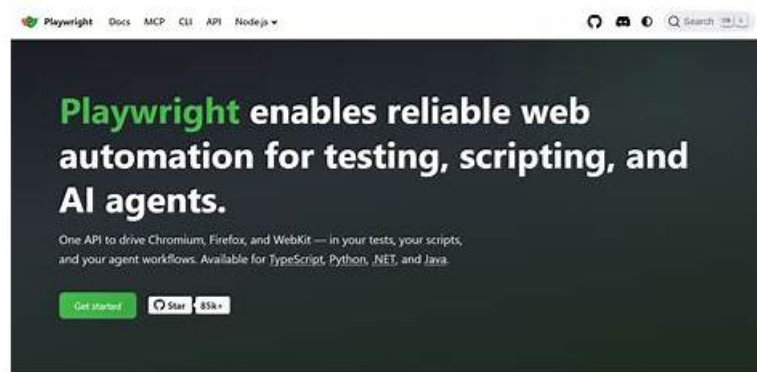 Playwright Docs MCP CLI API Node.js Search
Playwright enables reliable web
automation for testing, scripting, and
AI agents.
One API to drive Chromium, Firefox, and WebKit — in your tests, your scripts,
and your agent workflows. Available for TypeScript, Python, .NET, and Java.
Get started Star 85k+